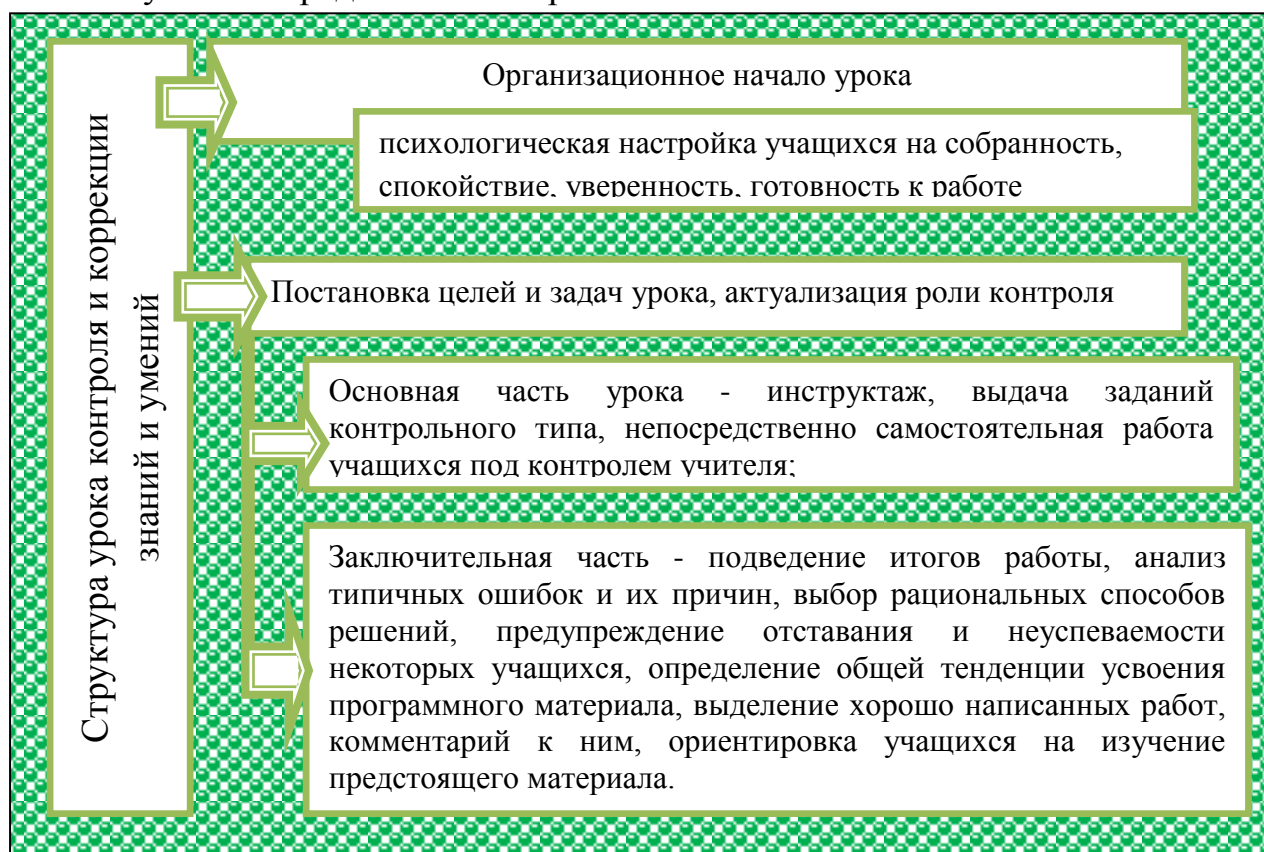 Структура урока контроля и коррекции
знаний и умений
Организационное начало урока
психологическая настройка учащихся на собранность,
спокойствие, уверенность, готовность к работе
Постановка целей и задач урока, актуализация роли контроля
Основная часть урока - инструктаж, выдача заданий
контрольного типа, непосредственно самостоятельная работа
учащихся под контролем учителя;
Заключительная часть - подведение итогов работы, анализ
типичных ошибок и их причин, выбор рациональных способов
решений, предупреждение отставания и неуспеваемости
некоторых учащихся, определение общей тенденции усвоения
программного материала, выделение хорошо написанных работ,
комментарий к ним, ориентировка учащихся на изучение
предстоящего материала.